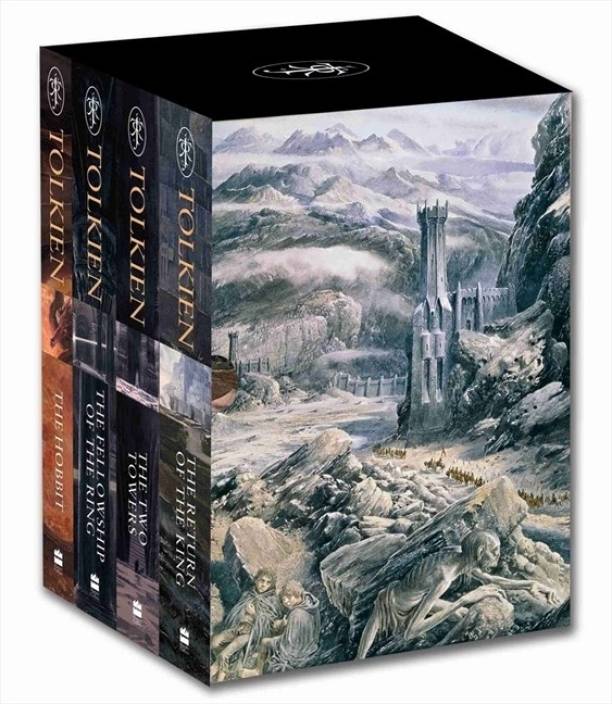 TOLKIEN
THE HOBBIT
TOLKIEN
THE FELLOWSHIP
OF THE RING
TOLKIEN
THE TWO
TOWERS
TOLKIEN
THE RETURN
OF THE KING